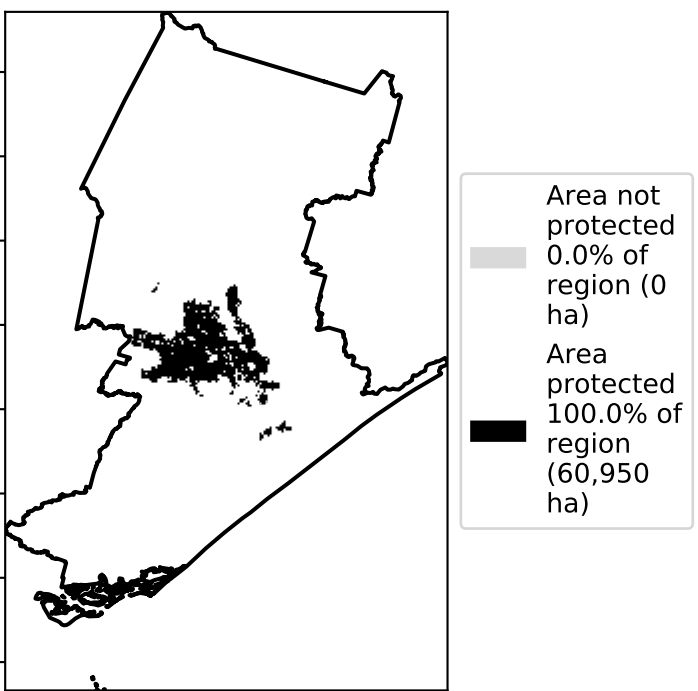 Area not
protected
0.0% of
region (0
ha)
Area
protected
100.0% of
region
(60,950
ha)